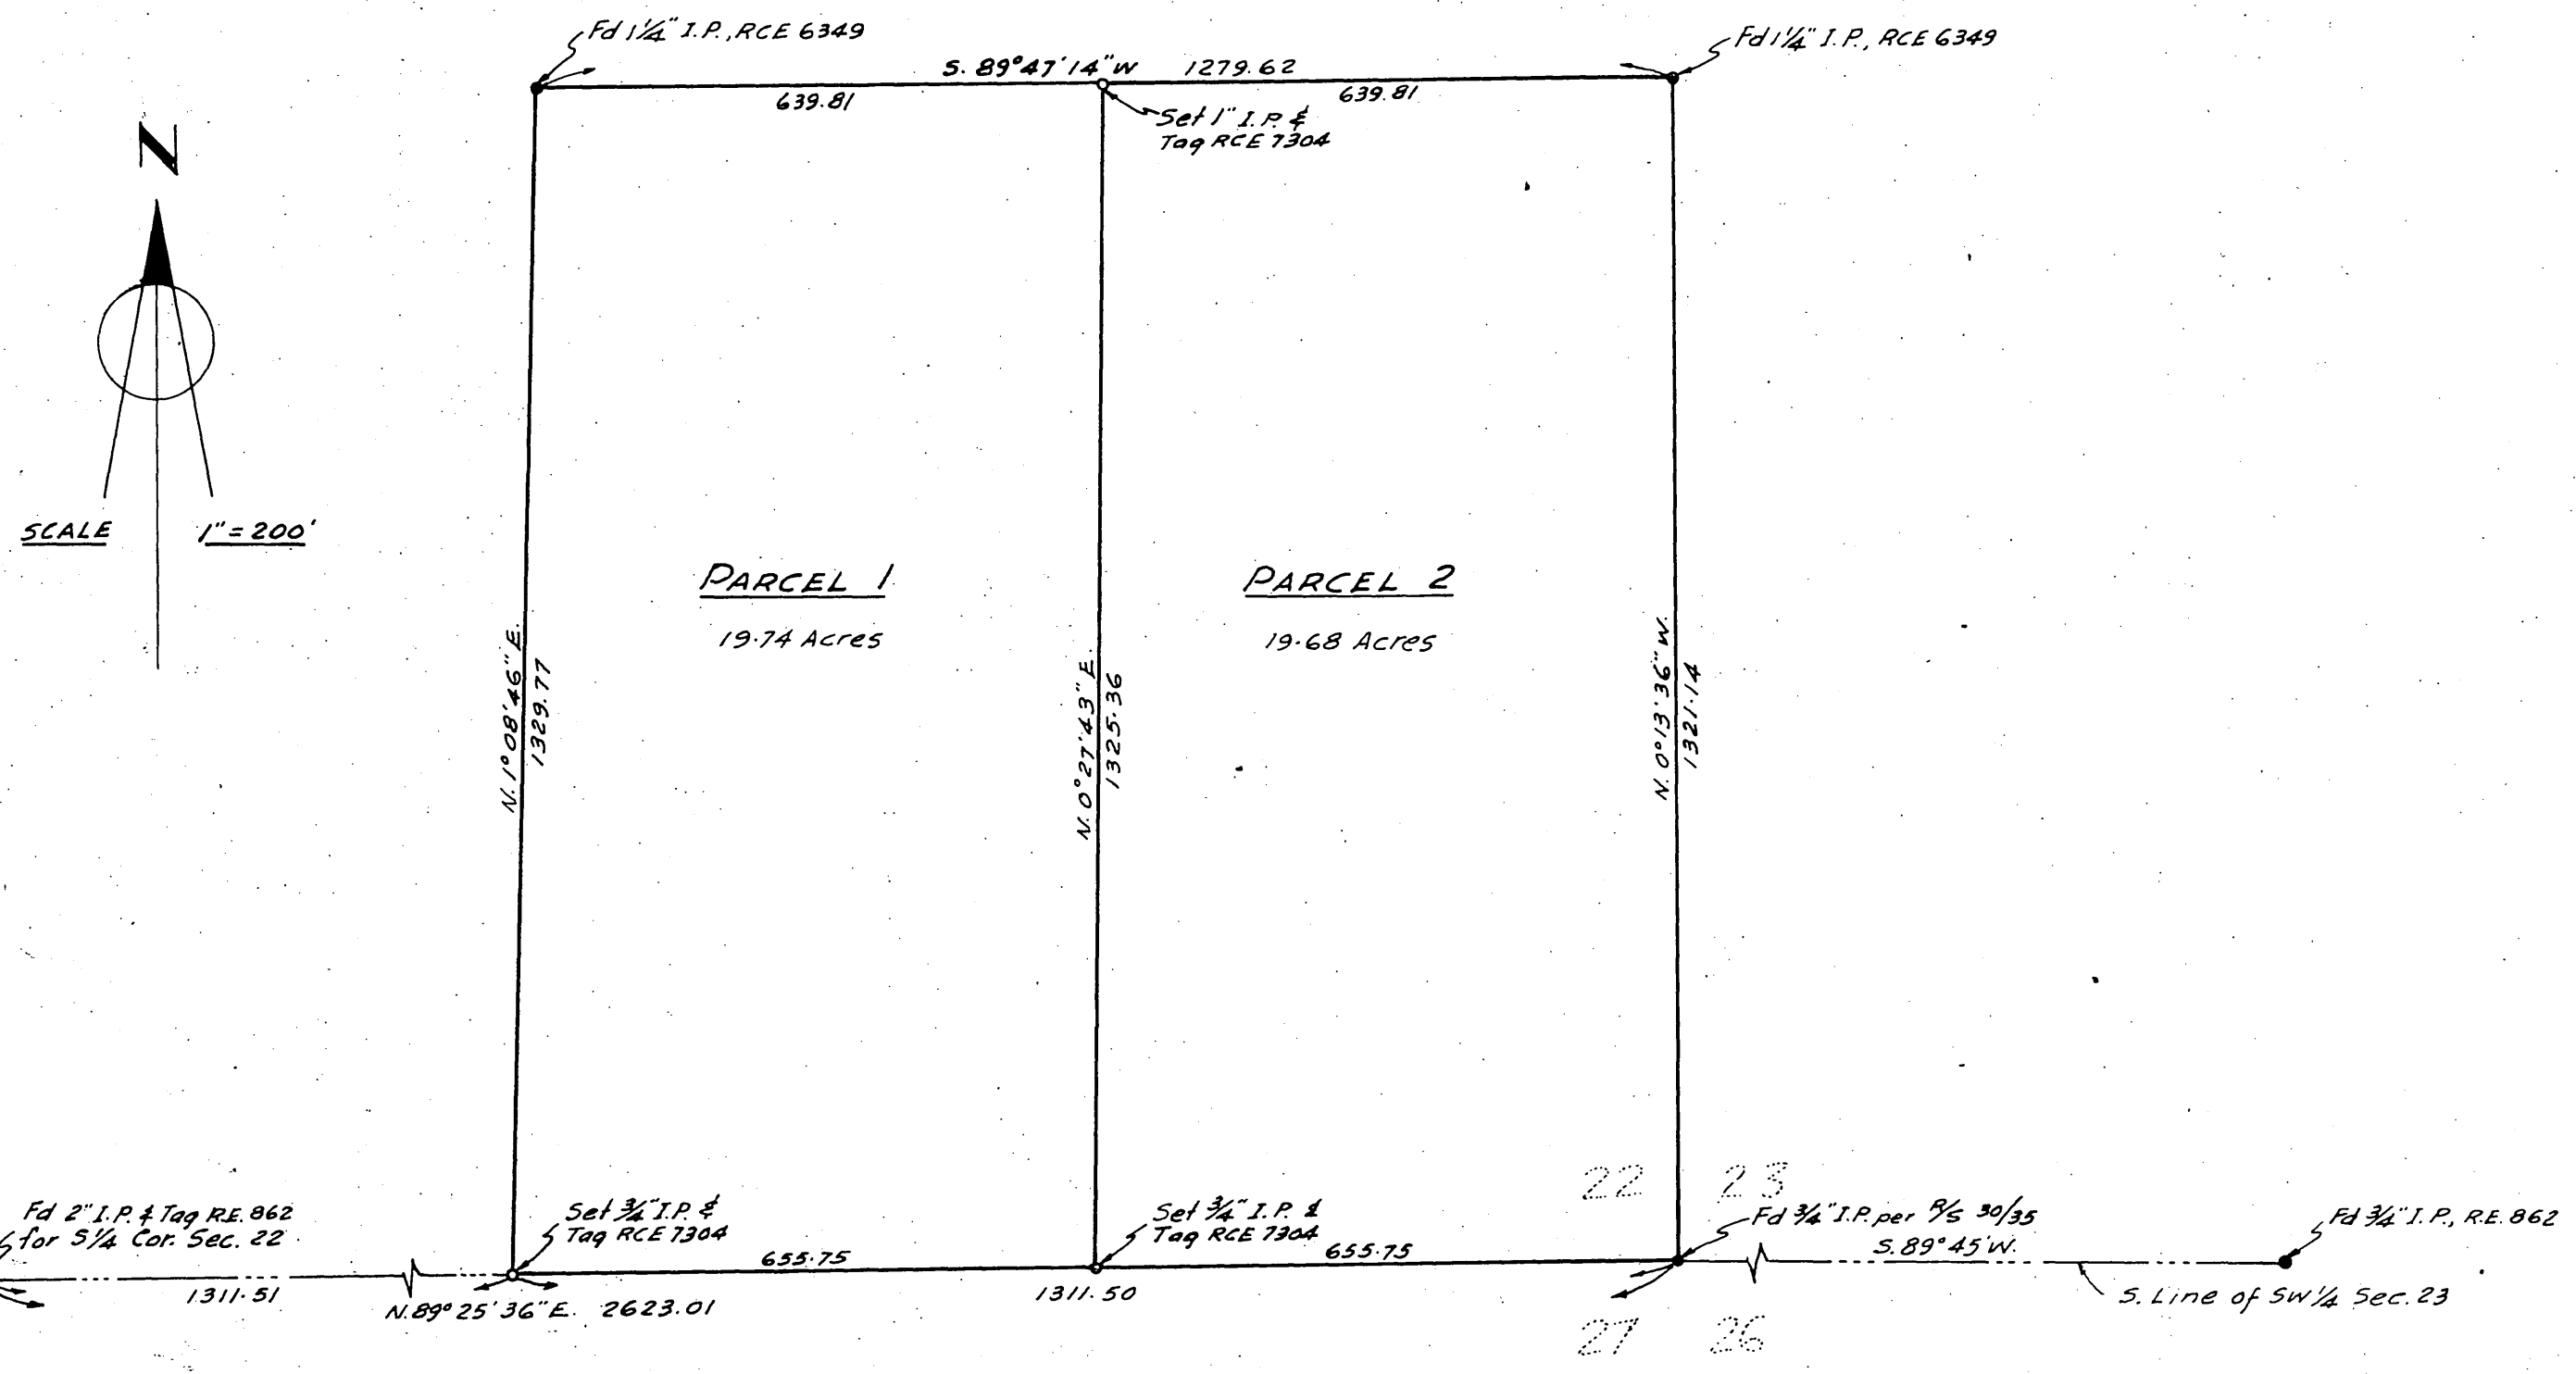 Fd 1¼" I.P., RCE 6349
Fd 1¼" I.P., RCE 6349
S. 89°47'14" W 1279.62
639.81
639.81
Set 1" I.P. &
Tag RCE 7304
N
SCALE 1"=200'
PARCEL 1
19.74 Acres
PARCEL 2
19.68 Acres
N. 1°08'46" E.
1329.77
N. 0°27'43" E.
1325.36
N. 0°13'36" W.
1321.14
22 23
Fd 2" I.P. & Tag R.E. 862
for S¼ Cor. Sec. 22
Set ¾" I.P. &
Tag RCE 7304
Set ¾" I.P. &
Tag RCE 7304
Fd ¾" I.P. per R/S 30/35
S. 89°45' W.
Fd ¾" I.P., R.E. 862
655.75
655.75
1311.51
N. 89°25'36" E. 2623.01
1311.50
S. Line of SW ¼ Sec. 23
27 26